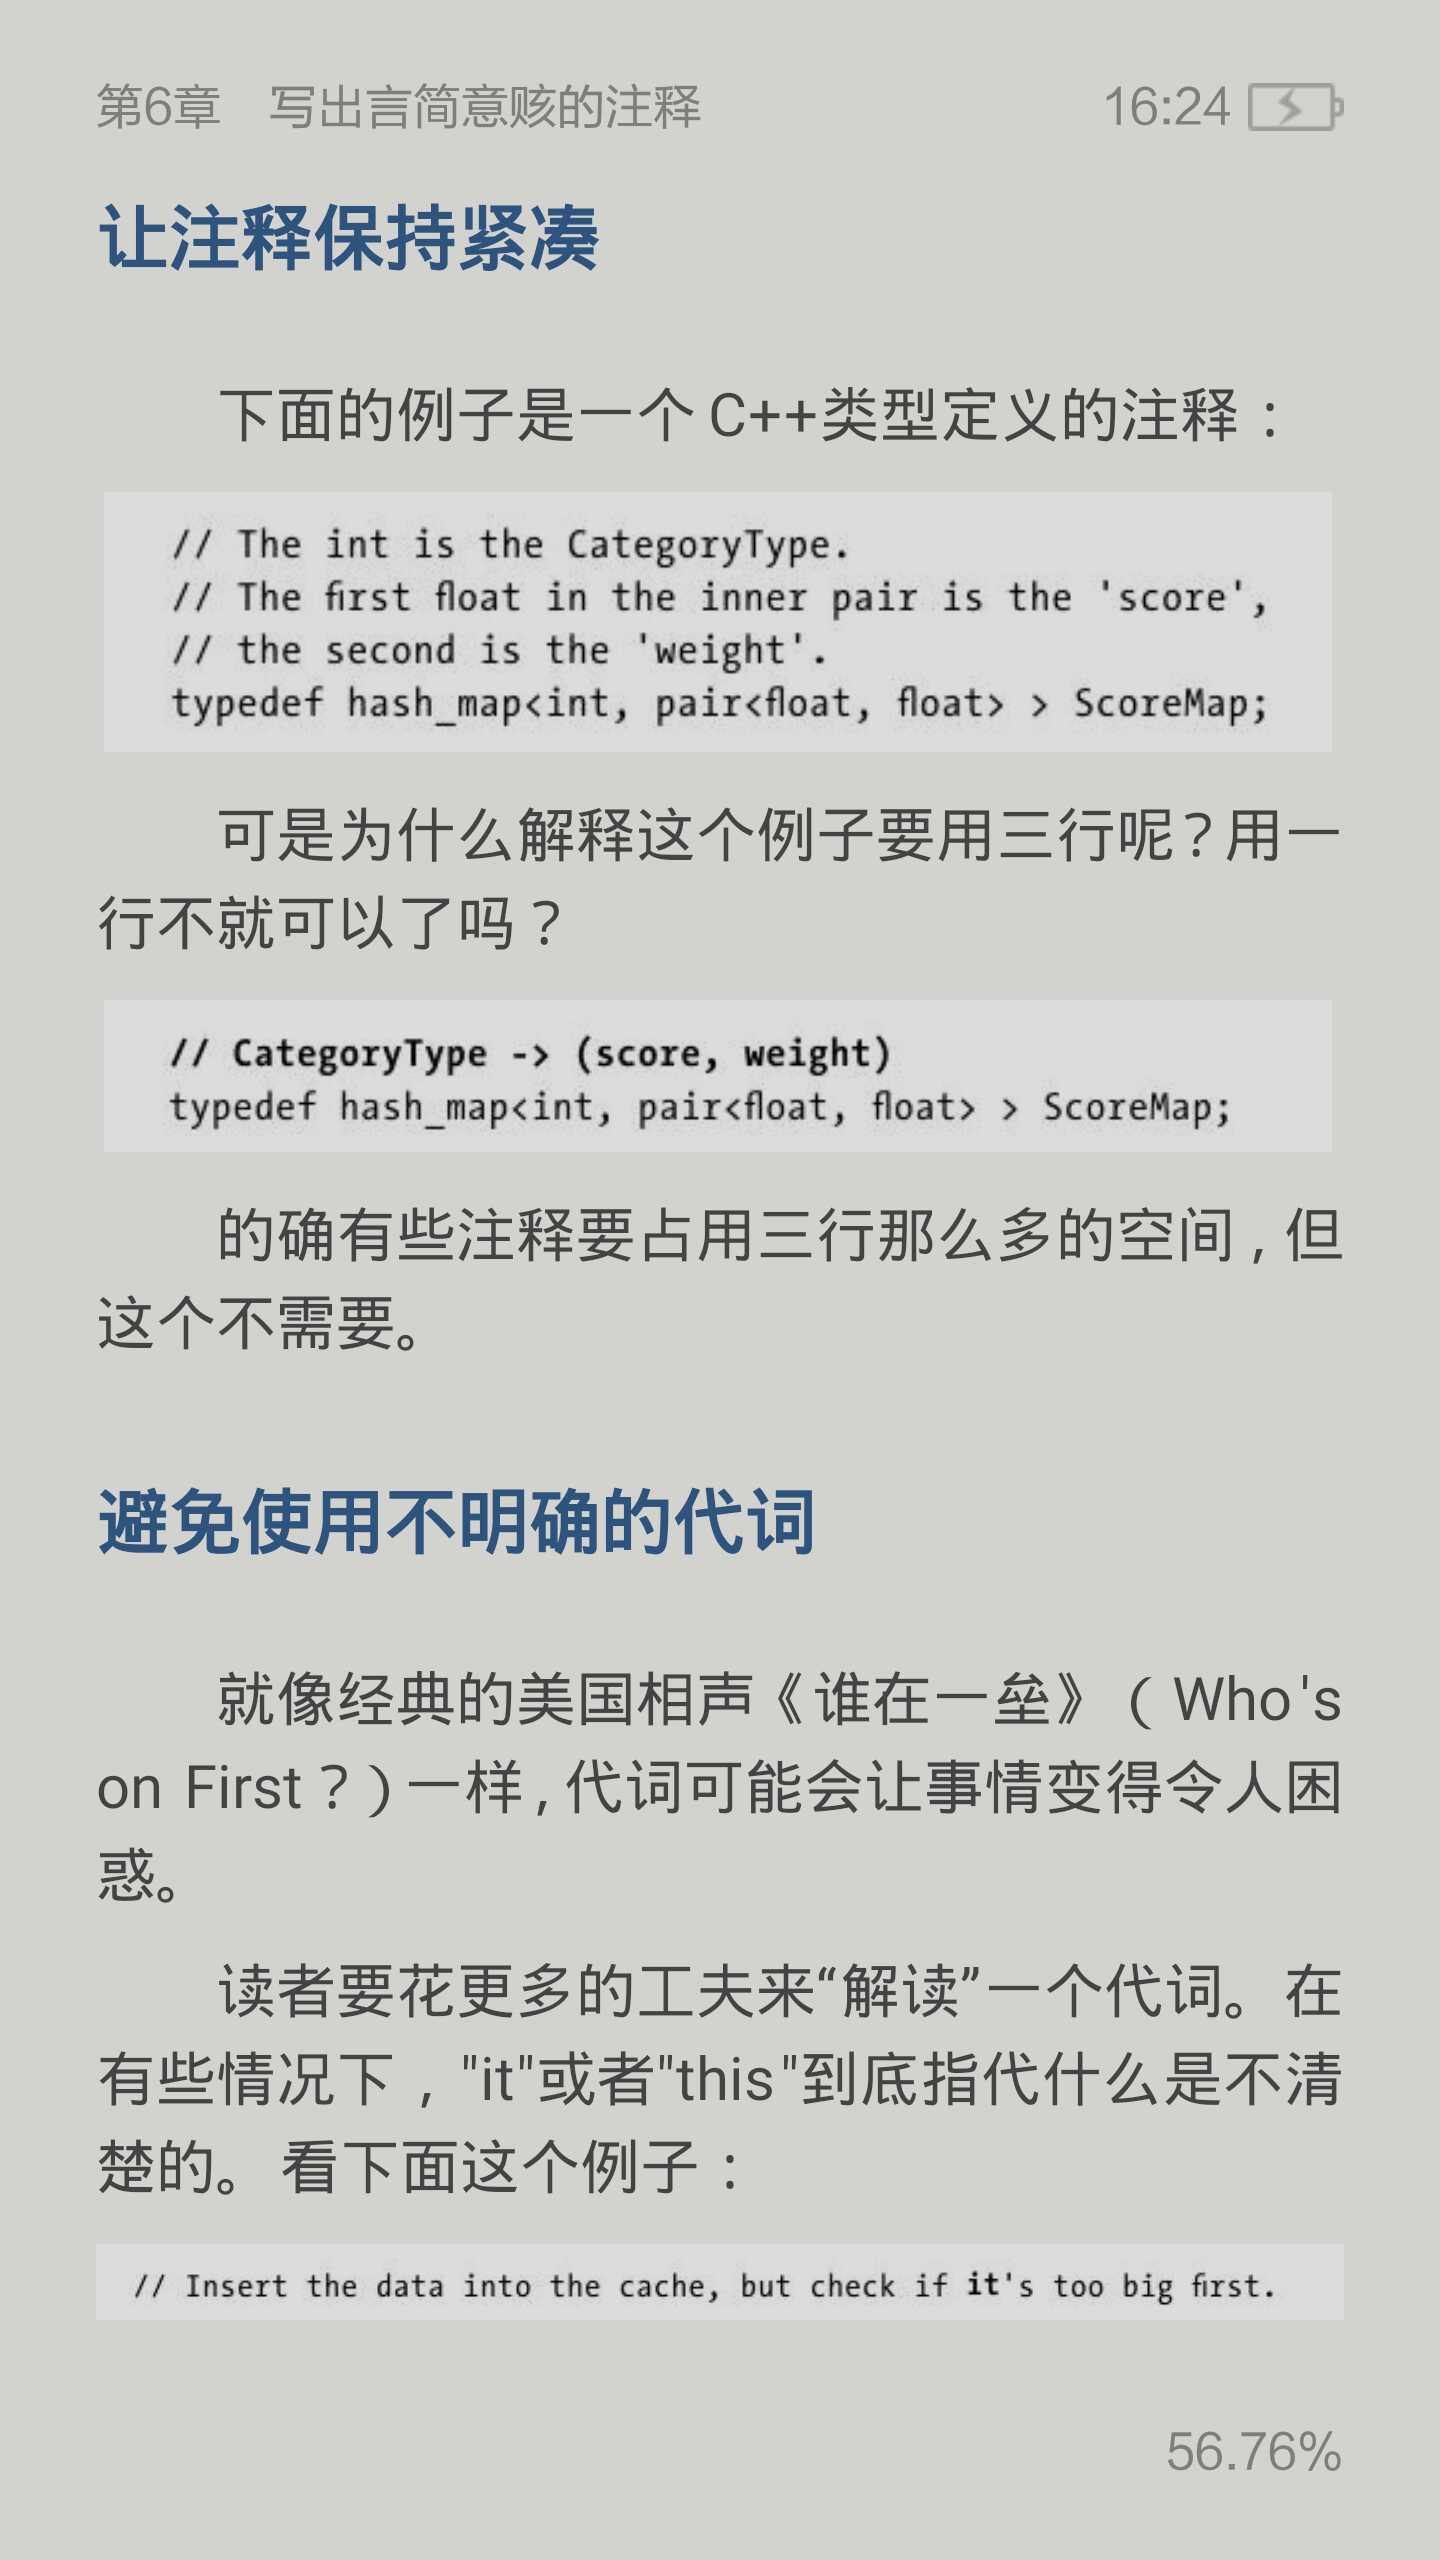 第6章 写出言简意赅的注释
16:24
让注释保持紧凑
下面的例子是一个C++类型定义的注释：
// The int is the CategoryType.
// The first float in the inner pair is the 'score',
// the second is the 'weight'.
typedef hash_map<int, pair<float, float> > ScoreMap;
可是为什么解释这个例子要用三行呢？用一
行不就可以了吗？
// CategoryType -> (score, weight)
typedef hash_map<int, pair<float, float> > ScoreMap;
的确有些注释要占用三行那么多的空间，但
这个不需要。
避免使用不明确的代词
就像经典的美国相声《谁在一垒》（Who's
on First？）一样，代词可能会让事情变得令人困
惑。
读者要花更多的工夫来“解读”一个代词。在
有些情况下，"it"或者"this"到底指代什么是不清
楚的。看下面这个例子：
// Insert the data into the cache, but check if it's too big first.
56.76%